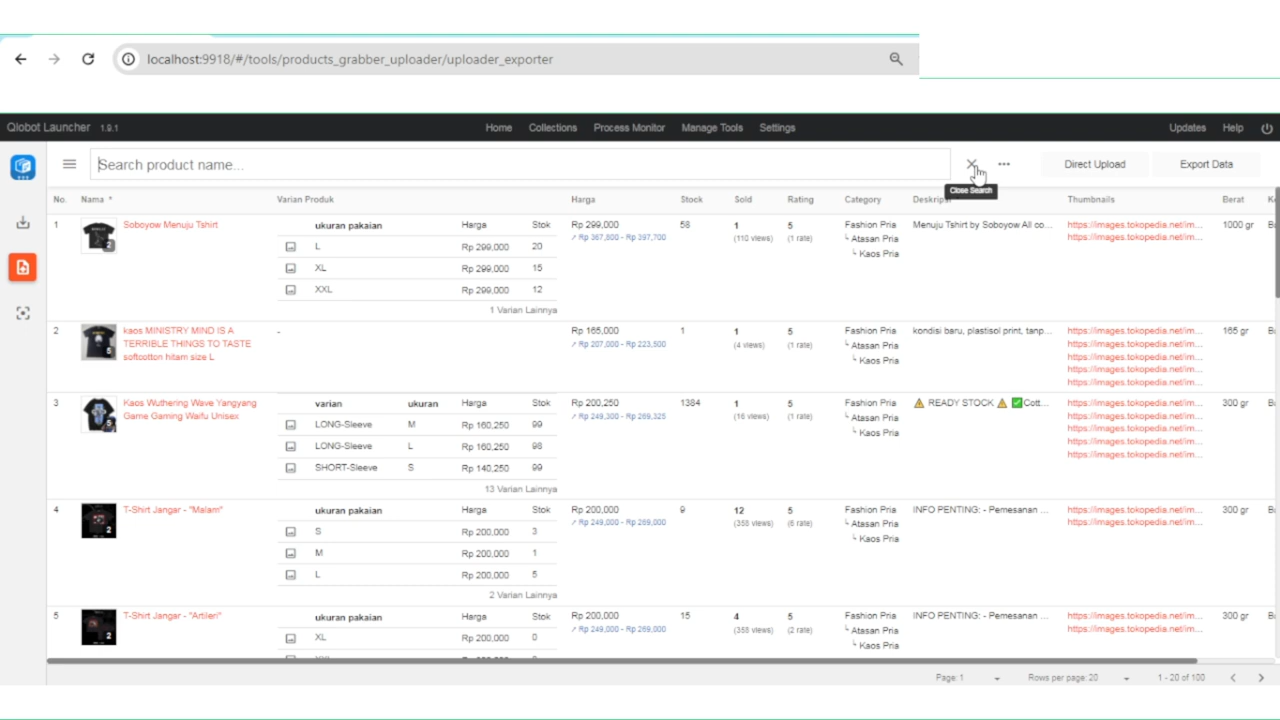 localhost:9918/#/tools/products_grabber_uploader/uploader_exporter
Qlobot Launcher 1.9.1
Home Collections Process Monitor Manage Tools Settings
Updates Help
Search product name...
Direct Upload Export Data
Close Search
No. Nama Varian Produk Harga Stock Sold Rating Category Thumbnails Berat
1 Soboyow Menuju Tshirt ukuran pakaian Harga Stok Rp 299,000 58 1 5 Fashion Pria Menuju Tshirt by Soboyow All co... https://images.tokopedia.net/im... 1000 gr
2
Rp 367,800 - Rp 397,700 (110 views) (1 rate) Atasan Pria https://images.tokopedia.net/im...
L Rp 299,000 20 Kaos Pria
XL Rp 299,000 15
XXL Rp 299,000 12
1 Varian Lainnya
2 kaos MINISTRY MIND IS A - Rp 165,000 1 1 5 Fashion Pria kondisi baru, plastisol print, tanp... https://images.tokopedia.net/im... 165 gr
TERRIBLE THINGS TO TASTE Rp 207,000 - Rp 223,500 (4 views) (1 rate) Atasan Pria https://images.tokopedia.net/im...
softcotton hitam size L Kaos Pria https://images.tokopedia.net/im...
5
https://images.tokopedia.net/im...
https://images.tokopedia.net/im...
3 Kaos Wuthering Wave Yangyang varian ukuran Harga Stok Rp 200,250 1384 1 5 Fashion Pria ⚠ READY STOCK ⚠ ✅Cott... https://images.tokopedia.net/im... 300 gr
Game Gaming Waifu Unisex Rp 249,300 - Rp 269,325 (16 views) (1 rate) Atasan Pria https://images.tokopedia.net/im...
5
LONG-Sleeve M Rp 160,250 99 Kaos Pria https://images.tokopedia.net/im...
LONG-Sleeve L Rp 160,250 98 https://images.tokopedia.net/im...
SHORT-Sleeve S Rp 140,250 99 https://images.tokopedia.net/im...
13 Varian Lainnya
4 T-Shirt Jangar - "Malam" ukuran pakaian Harga Stok Rp 200,000 9 12 5 Fashion Pria INFO PENTING: - Pemesanan ... https://images.tokopedia.net/im... 300 gr
Rp 249,000 - Rp 269,000 (358 views) (6 rate) Atasan Pria https://images.tokopedia.net/im...
2
S Rp 200,000 3 Kaos Pria
M Rp 200,000 1
L Rp 200,000 5
2 Varian Lainnya
5 T-Shirt Jangar - "Artileri" ukuran pakaian Harga Stok Rp 200,000 15 4 5 Fashion Pria INFO PENTING: - Pemesanan ... https://images.tokopedia.net/im... 300 gr
Rp 249,000 - Rp 269,000 (358 views) (2 rate) Atasan Pria https://images.tokopedia.net/im...
2
XL Rp 200,000 0 Kaos Pria
Page: 1 Rows per page: 20 1 - 20 of 100